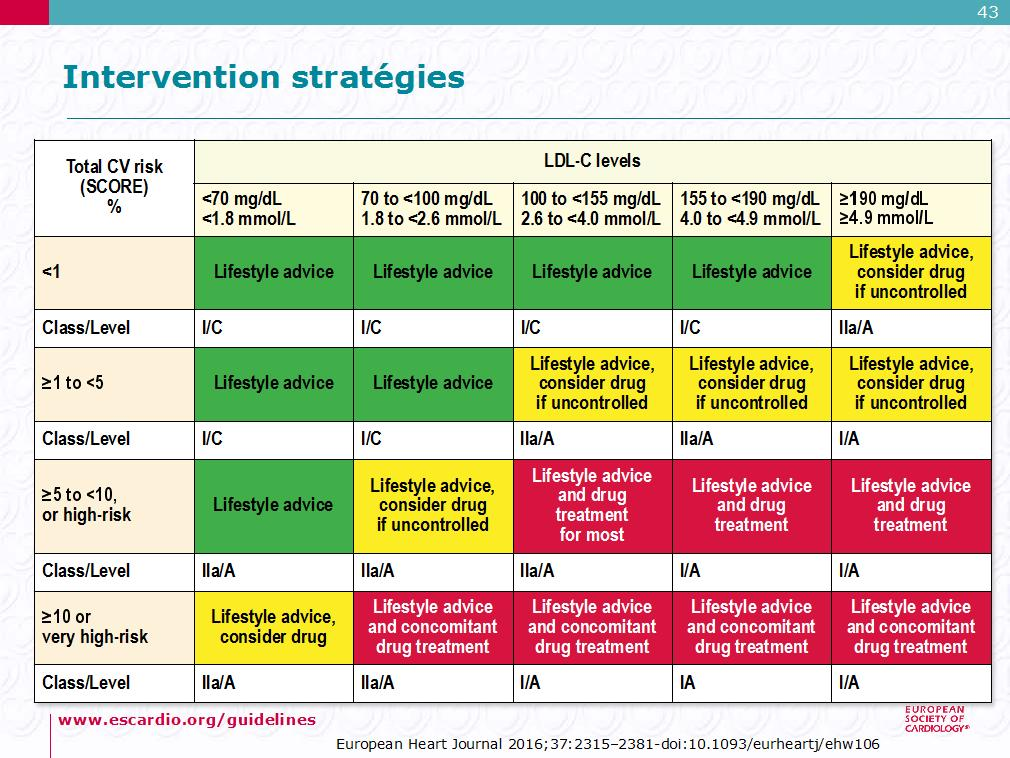 43
Intervention stratégies
Total CV risk
(SCORE)
%
LDL-C levels
<70 mg/dL
<1.8 mmol/L
70 to <100 mg/dL
1.8 to <2.6 mmol/L
100 to <155 mg/dL
2.6 to <4.0 mmol/L
155 to <190 mg/dL
4.0 to <4.9 mmol/L
≥190 mg/dL
≥4.9 mmol/L
<1
Lifestyle advice
Lifestyle advice
Lifestyle advice
Lifestyle advice
Lifestyle advice,
consider drug
if uncontrolled
Class/Level
I/C
I/C
I/C
I/C
IIa/A
≥1 to <5
Lifestyle advice
Lifestyle advice
Lifestyle advice,
consider drug
if uncontrolled
Lifestyle advice,
consider drug
if uncontrolled
Lifestyle advice,
consider drug
if uncontrolled
Class/Level
I/C
I/C
IIa/A
IIa/A
I/A
≥5 to <10,
or high-risk
Lifestyle advice
Lifestyle advice,
consider drug
if uncontrolled
Lifestyle advice
and drug
treatment
for most
Lifestyle advice
and drug
treatment
Lifestyle advice
and drug
treatment
Class/Level
IIa/A
IIa/A
IIa/A
I/A
I/A
≥10 or
very high-risk
Lifestyle advice,
consider drug
Lifestyle advice
and concomitant
drug treatment
Lifestyle advice
and concomitant
drug treatment
Lifestyle advice
and concomitant
drug treatment
Lifestyle advice
and concomitant
drug treatment
Class/Level
IIa/A
IIa/A
I/A
IA
I/A
www.escardio.org/guidelines
EUROPEAN
SOCIETY OF
CARDIOLOGY®
European Heart Journal 2016;37:2315–2381-doi:10.1093/eurheartj/ehw106